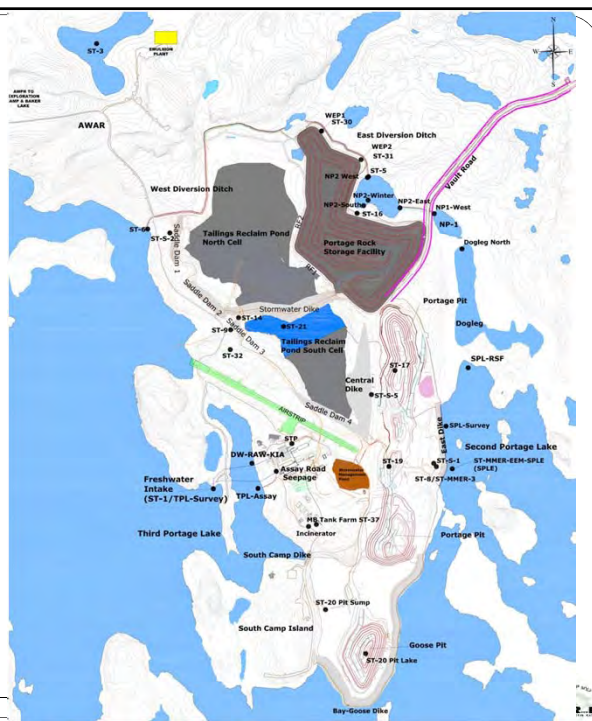 N
W
E
S
ST-3
EMULSION
PLANT
AWPR TO
EXPLORATION
CAMP & BAKER
LAKE
AWAR
WEP1
ST-30
East Diversion Ditch
WEP2
ST-31
ST-5
NP2 West
NP2-Winter
NP2-South
NP2-East
ST-16
NP1-West
NP-1
Vault Road
West Diversion Ditch
ST-6
ST-S-2
Saddle Dam 1
Tailings Reclaim Pond
North Cell
Portage Rock
Storage Facility
Dogleg North
Saddle Dam 2
Stormwater Dike
Portage Pit
ST-14
ST-21
ST-9
Saddle Dam 3
Tailings Reclaim
Pond South Cell
Dogleg
ST-32
ST-17
SPL-RSF
Central
Dike
ST-S-5
Saddle Dam 4
AIRSTRIP
SPL-Survey
East Dike
STP
Second Portage Lake
DW-RAW-KIA
Assay Road
Seepage
Stormwater
Management
Pond
ST-19
ST-S-1
ST-MMER-EEM-SPLE
(SPLE)
ST-8/ST-MMER-3
Freshwater
Intake
(ST-1/TPL-Survey)
TPL-Assay
MB Tank Farm ST-37
Incinerator
Third Portage Lake
Portage Pit
South Camp Dike
ST-20 Pit Sump
South Camp Island
Goose Pit
ST-20 Pit Lake
Bay-Goose Dike